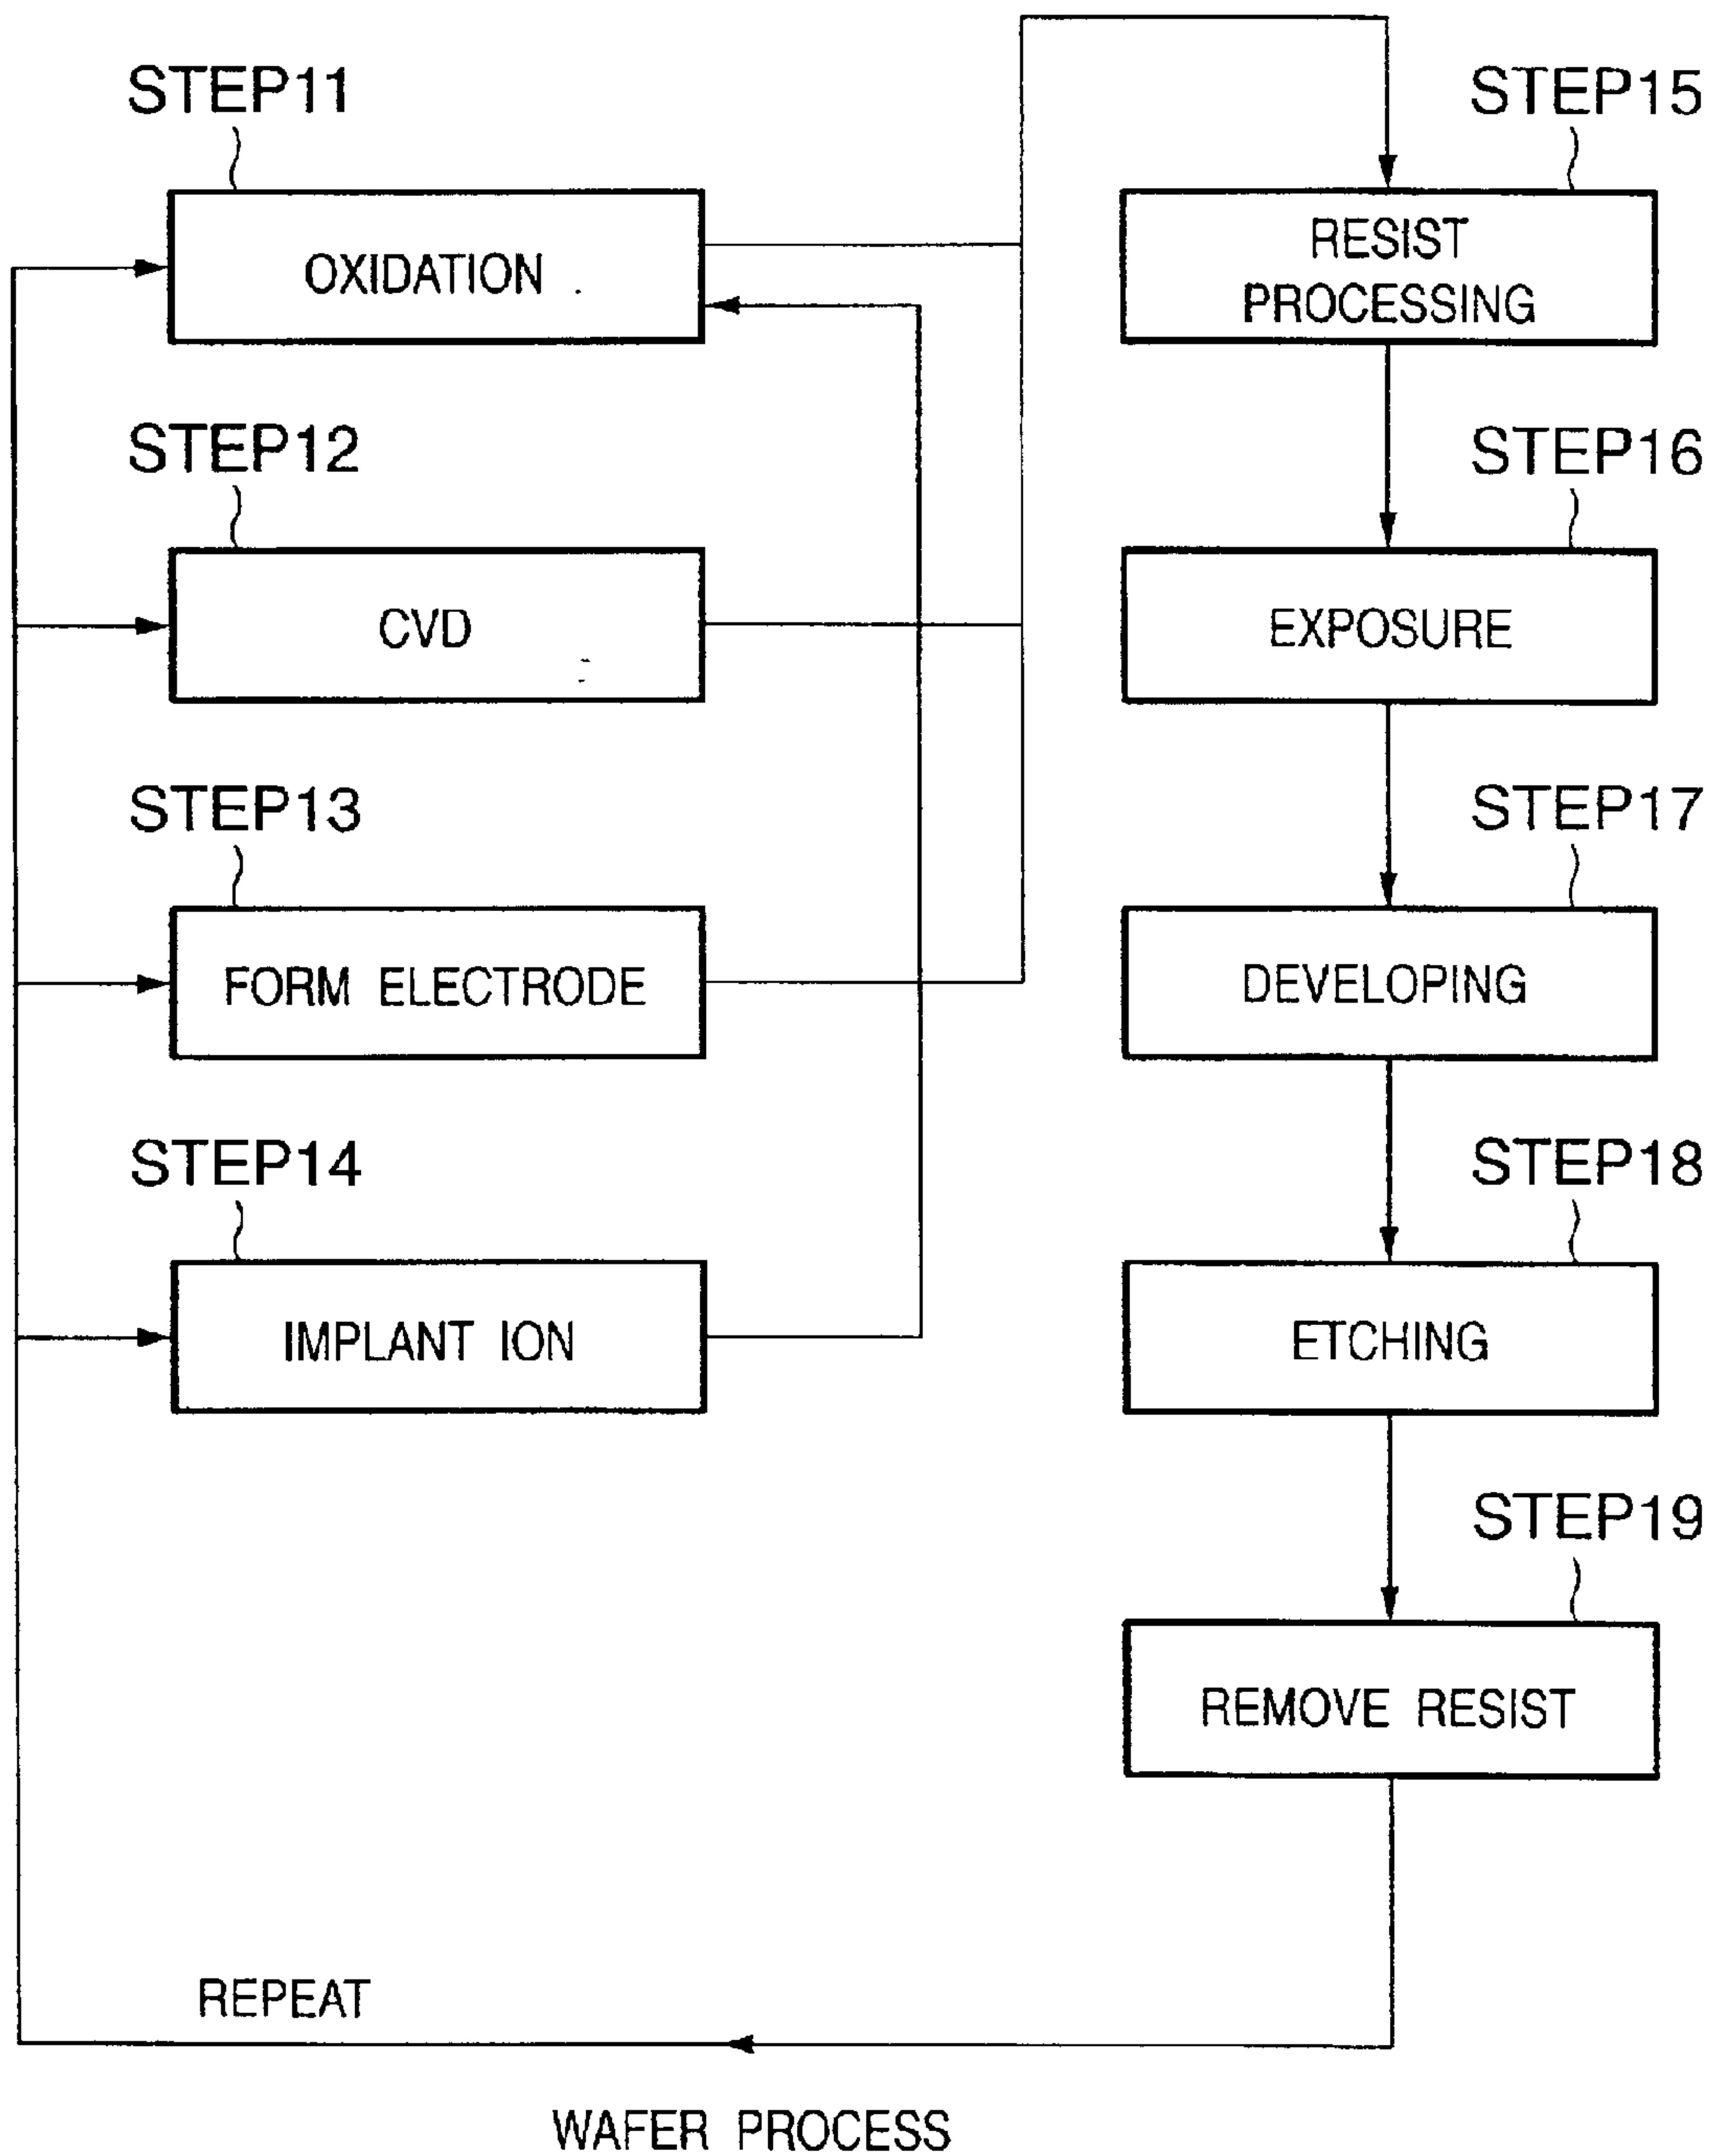 STEP11
OXIDATION
STEP12
CVD
STEP13
FORM ELECTRODE
STEP14
IMPLANT ION
STEP15
RESIST
PROCESSING
STEP16
EXPOSURE
STEP17
DEVELOPING
STEP18
ETCHING
STEP19
REMOVE RESIST
REPEAT
WAFER PROCESS